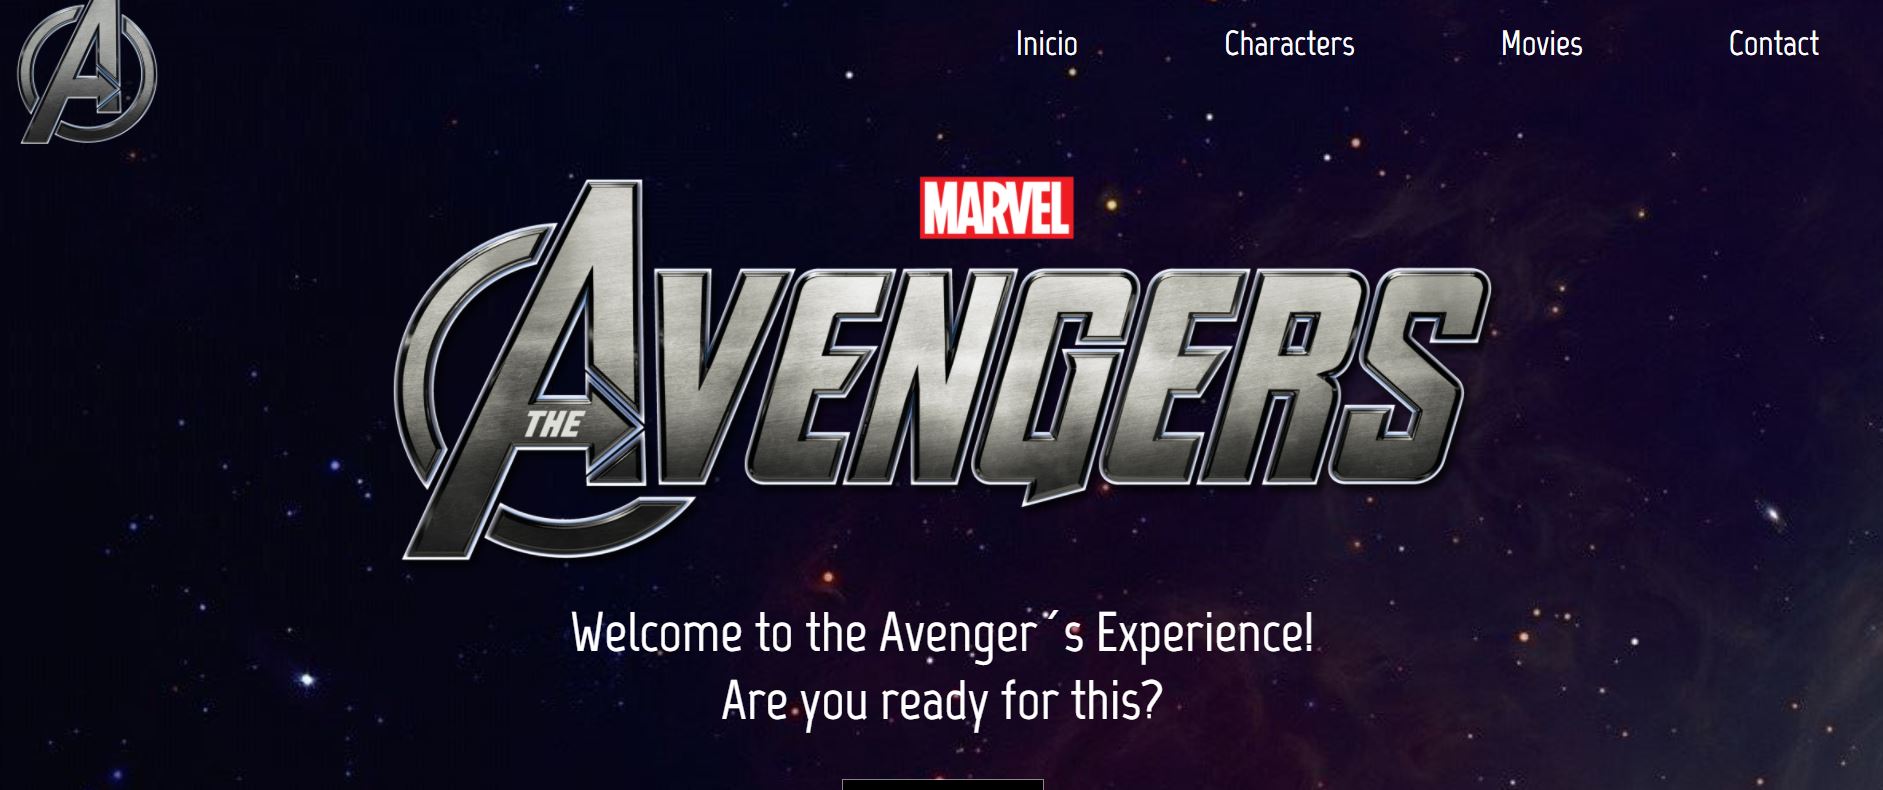 Inicio Characters Movies Contact
MARVEL
THE AVENGERS
Welcome to the Avenger´s Experience!
Are you ready for this?